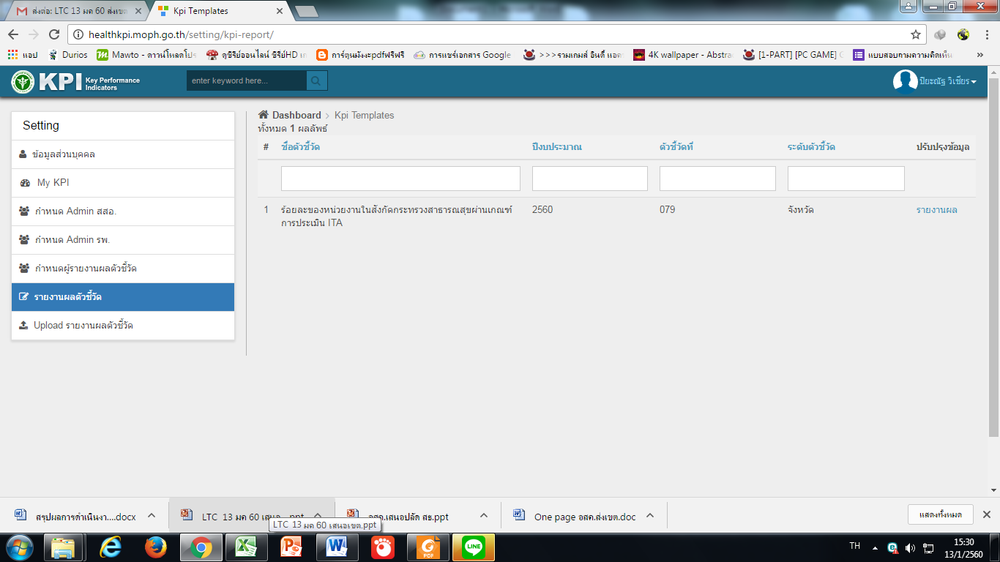 ส่งต่อ: LTC 13 มค 60 ส่งเขต
Kpi Templates
healthkpi.moph.go.th/setting/kpi-report/
แอป
Durios
Mawto - ดาวน์โหลดโปร
ดูซีรี่ย์ออนไลน์ ซีรี่ย์HD เก
การ์ตูนมังงะpdfฟรีฟรี
การแชร์เอกสาร Google
>>>รวมเกมส์ อินดี้ แอด
4K wallpaper - Abstra
[1-PART] [PC GAME]
แบบสอบถามความคิดเห็น
»
KPI Key Performance
Indicators
enter keyword here...
ปิยะณัฐ วิเชียร
Setting
ข้อมูลส่วนบุคคล
My KPI
กำหนด Admin สสอ.
กำหนด Admin รพ.
กำหนดผู้รายงานผลตัวชี้วัด
รายงานผลตัวชี้วัด
Upload รายงานผลตัวชี้วัด
Dashboard > Kpi Templates
ทั้งหมด 1 ผลลัพธ์
# ชื่อตัวชี้วัด ปีงบประมาณ ตัวชี้วัดที่ ระดับตัวชี้วัด ปรับปรุงข้อมูล
1 ร้อยละของหน่วยงานในสังกัดกระทรวงสาธารณสุขผ่านเกณฑ์ 2560 079 จังหวัด รายงานผล
การประเมิน ITA
สรุปผลการดำเนินงา....docx
LTC 13 มค 60 เสนอ....ppt
อสค.เสนอปลัด สธ.ppt
One page อสค.ส่งเขต.doc
แสดงทั้งหมด
LTC 13 มค 60 เสนอเขต.ppt
PDF
LINE
TH
15:30
13/1/2560